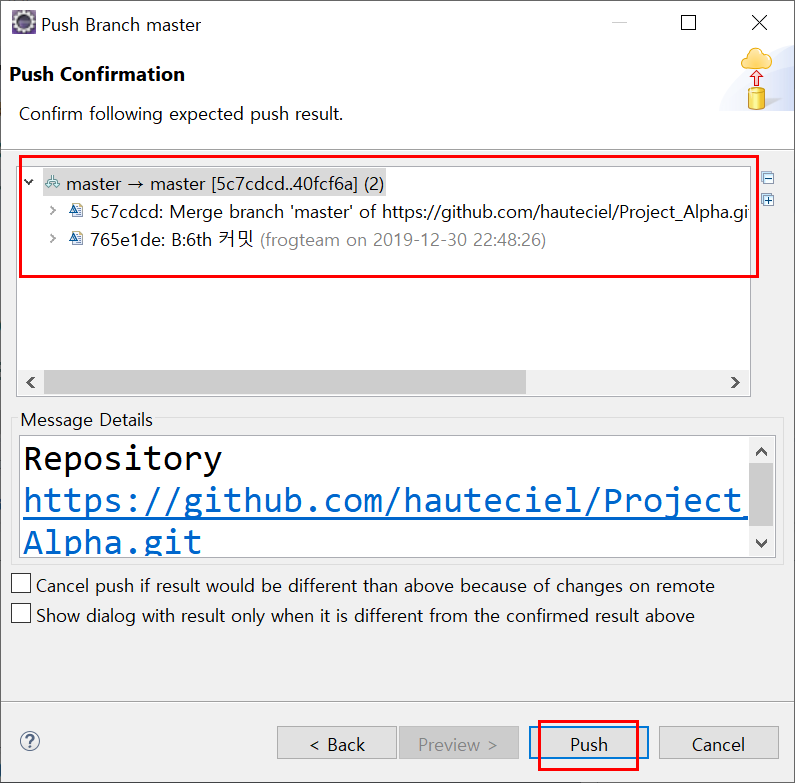 Push Branch master
Push Confirmation
Confirm following expected push result.
master → master [5c7cdcd..40fcf6a] (2)
5c7cdcd: Merge branch 'master' of https://github.com/hauteciel/Project_Alpha.gi
765e1de: B:6th 커밋 (frogteam on 2019-12-30 22:48:26)
Message Details
Repository
https://github.com/hauteciel/Project_
Alpha.git
Cancel push if result would be different than above because of changes on remote
Show dialog with result only when it is different from the confirmed result above
< Back
Preview >
Push
Cancel